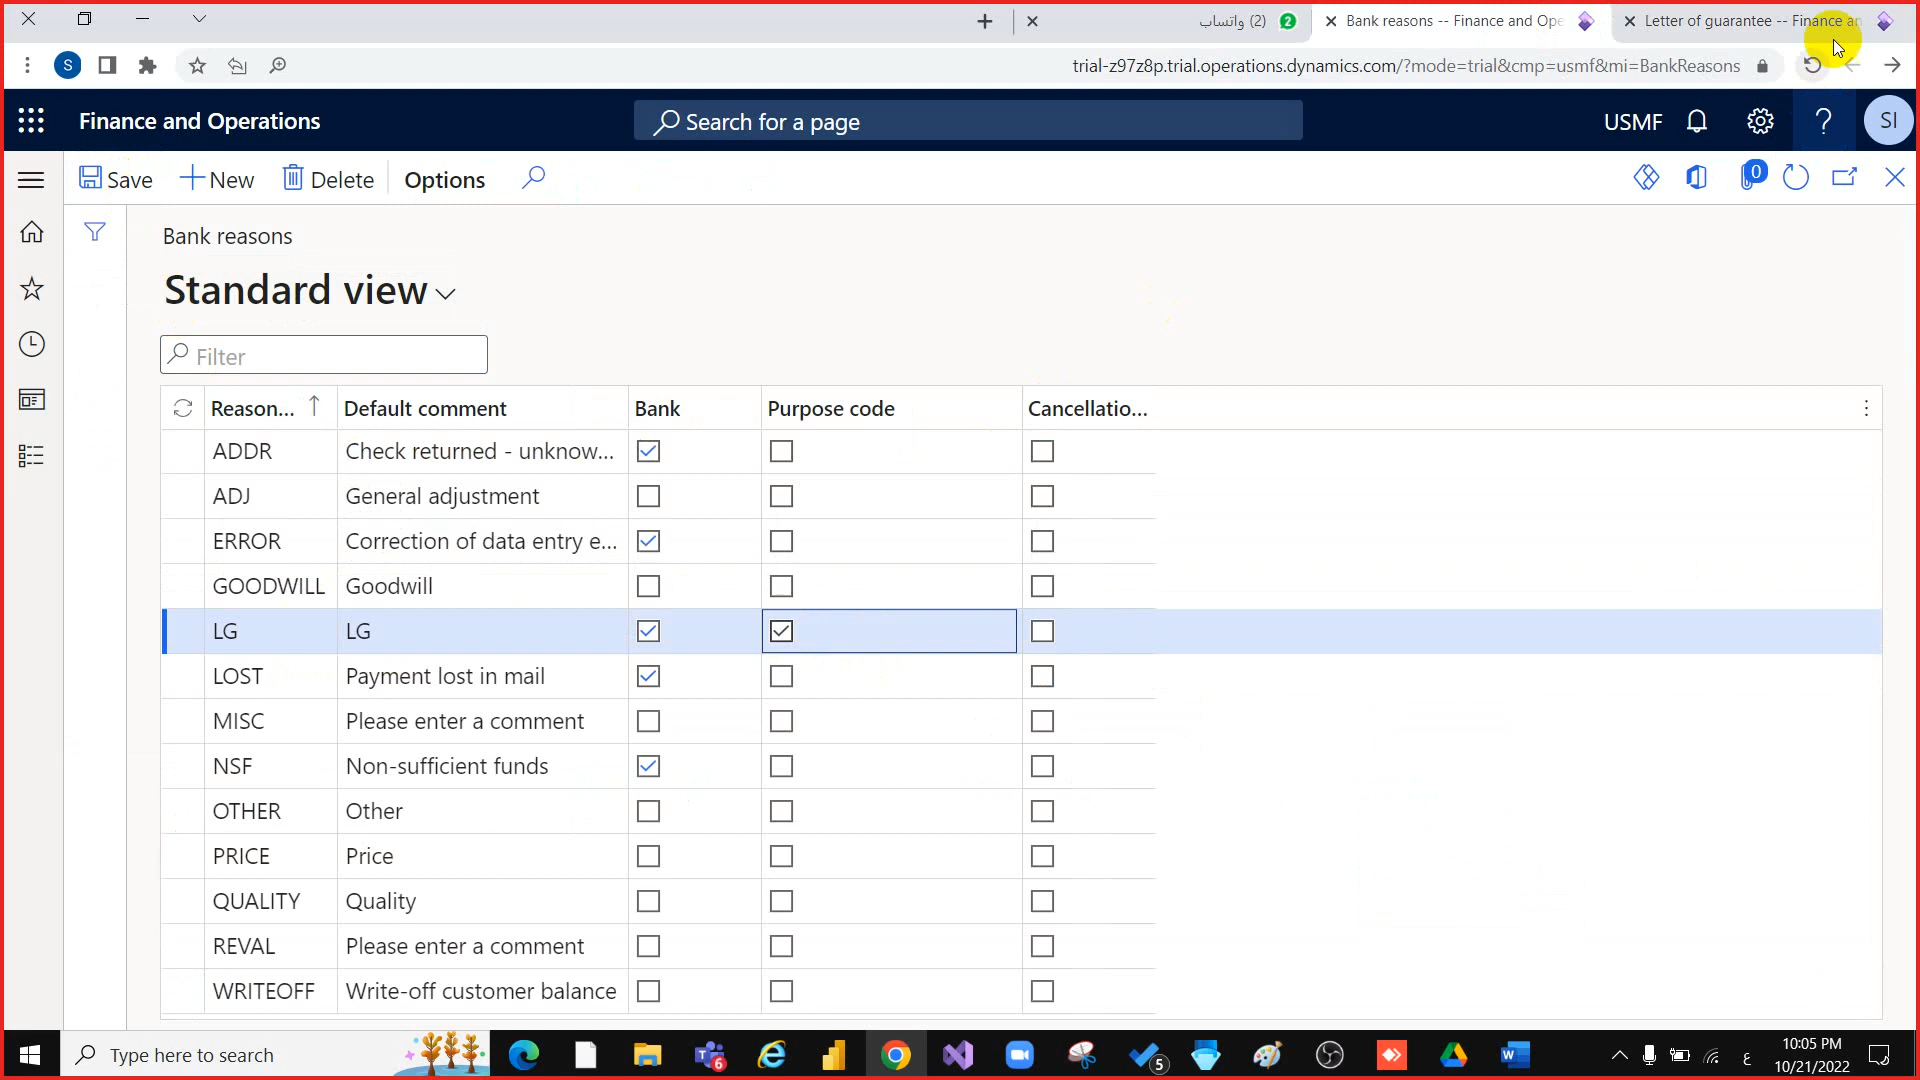 (2) واتساب
2
Bank reasons -- Finance and Ope
Letter of guarantee -- Finance an
S
trial-z97z8p.trial.operations.dynamics.com/?mode=trial&cmp=usmf&mi=BankReasons
Finance and Operations
Search for a page
USMF
?
SI
Save
New
Delete
Options
0
Bank reasons
Standard view
Filter
Reason... Default comment Bank Purpose code Cancellatio...
ADDR Check returned - unknow...
ADJ General adjustment
ERROR Correction of data entry e...
GOODWILL Goodwill
LG LG
LOST Payment lost in mail
MISC Please enter a comment
NSF Non-sufficient funds
OTHER Other
PRICE Price
QUALITY Quality
REVAL Please enter a comment
WRITEOFF Write-off customer balance
Type here to search
6
5
ع
10:05 PM
10/21/2022